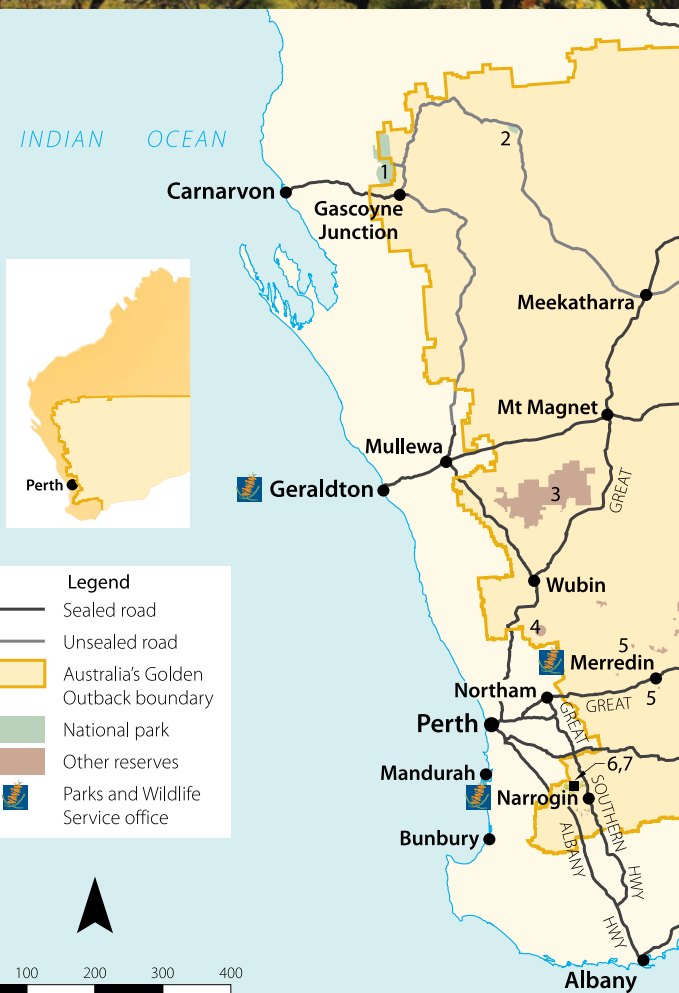 INDIAN OCEAN
2
1
Carnarvon
Gascoyne
Junction
Meekatharra
Mt Magnet
Mullewa
Perth
Geraldton
3
GREAT
Legend
Sealed road
Unsealed road
Australia's Golden
Outback boundary
National park
Other reserves
Parks and Wildlife
Service office
Wubin
4
5
Merredin
Northam
GREAT
5
Perth
GREAT
6,7
Mandurah
Narrogin
SOUTHERN
Bunbury
ALBANY
HWY
HWY
100 200 300 400
Albany